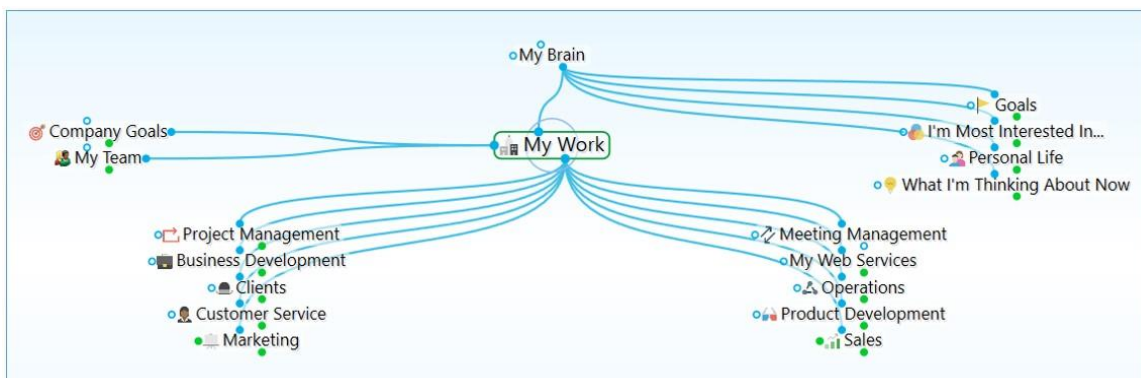 My Brain
Goals
I'm Most Interested In...
Personal Life
What I'm Thinking About Now
Company Goals
My Team
My Work
Project Management
Business Development
Clients
Customer Service
Marketing
Meeting Management
My Web Services
Operations
Product Development
Sales